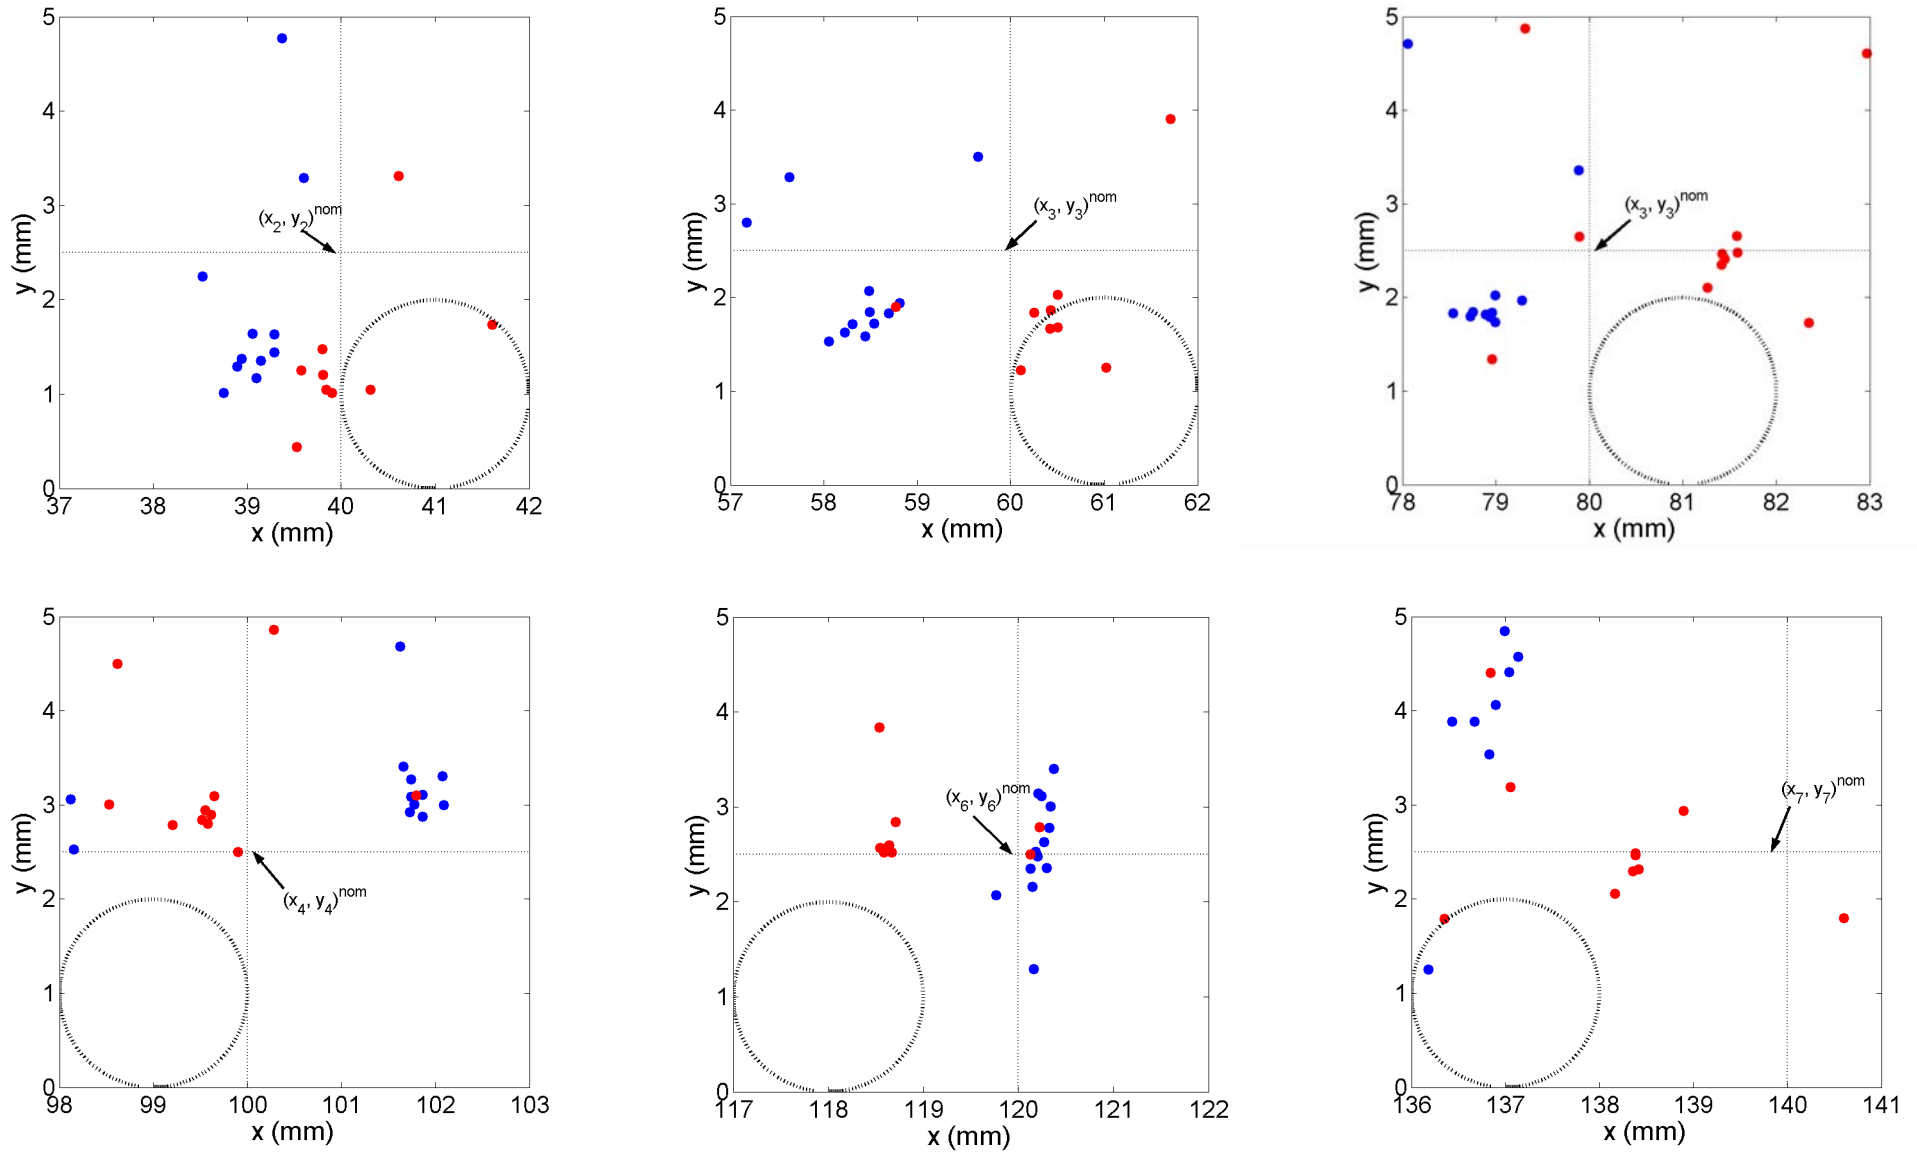 5
4
3
2
1
0
y (mm)
(x2, y2)nom
37 38 39 40 41 42
x (mm)
5
4
3
2
1
0
y (mm)
(x3, y3)nom
57 58 59 60 61 62
x (mm)
5
4
3
2
1
0
y (mm)
(x3, y3)nom
78 79 80 81 82 83
x (mm)
5
4
3
2
1
0
y (mm)
(x4, y4)nom
98 99 100 101 102 103
x (mm)
5
4
3
2
1
0
y (mm)
(x6, y6)nom
117 118 119 120 121 122
x (mm)
5
4
3
2
1
0
y (mm)
(x7, y7)nom
136 137 138 139 140 141
x (mm)